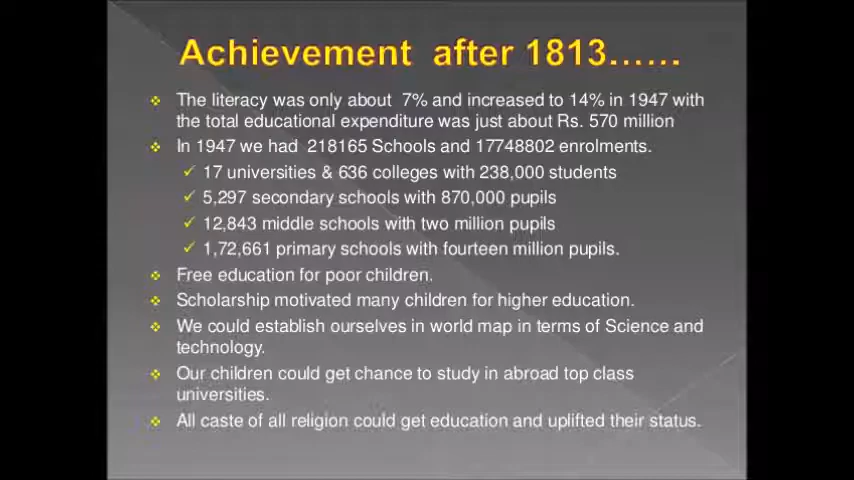 Achievement after 1813......
The literacy was only about 7% and increased to 14% in 1947 with
the total educational expenditure was just about Rs. 570 million
In 1947 we had 218165 Schools and 17748802 enrolments.
17 universities & 636 colleges with 238,000 students
5,297 secondary schools with 870,000 pupils
12,843 middle schools with two million pupils
1,72,661 primary schools with fourteen million pupils.
Free education for poor children.
Scholarship motivated many children for higher education.
We could establish ourselves in world map in terms of Science and
technology.
Our children could get chance to study in abroad top class
universities.
All caste of all religion could get education and uplifted their status.